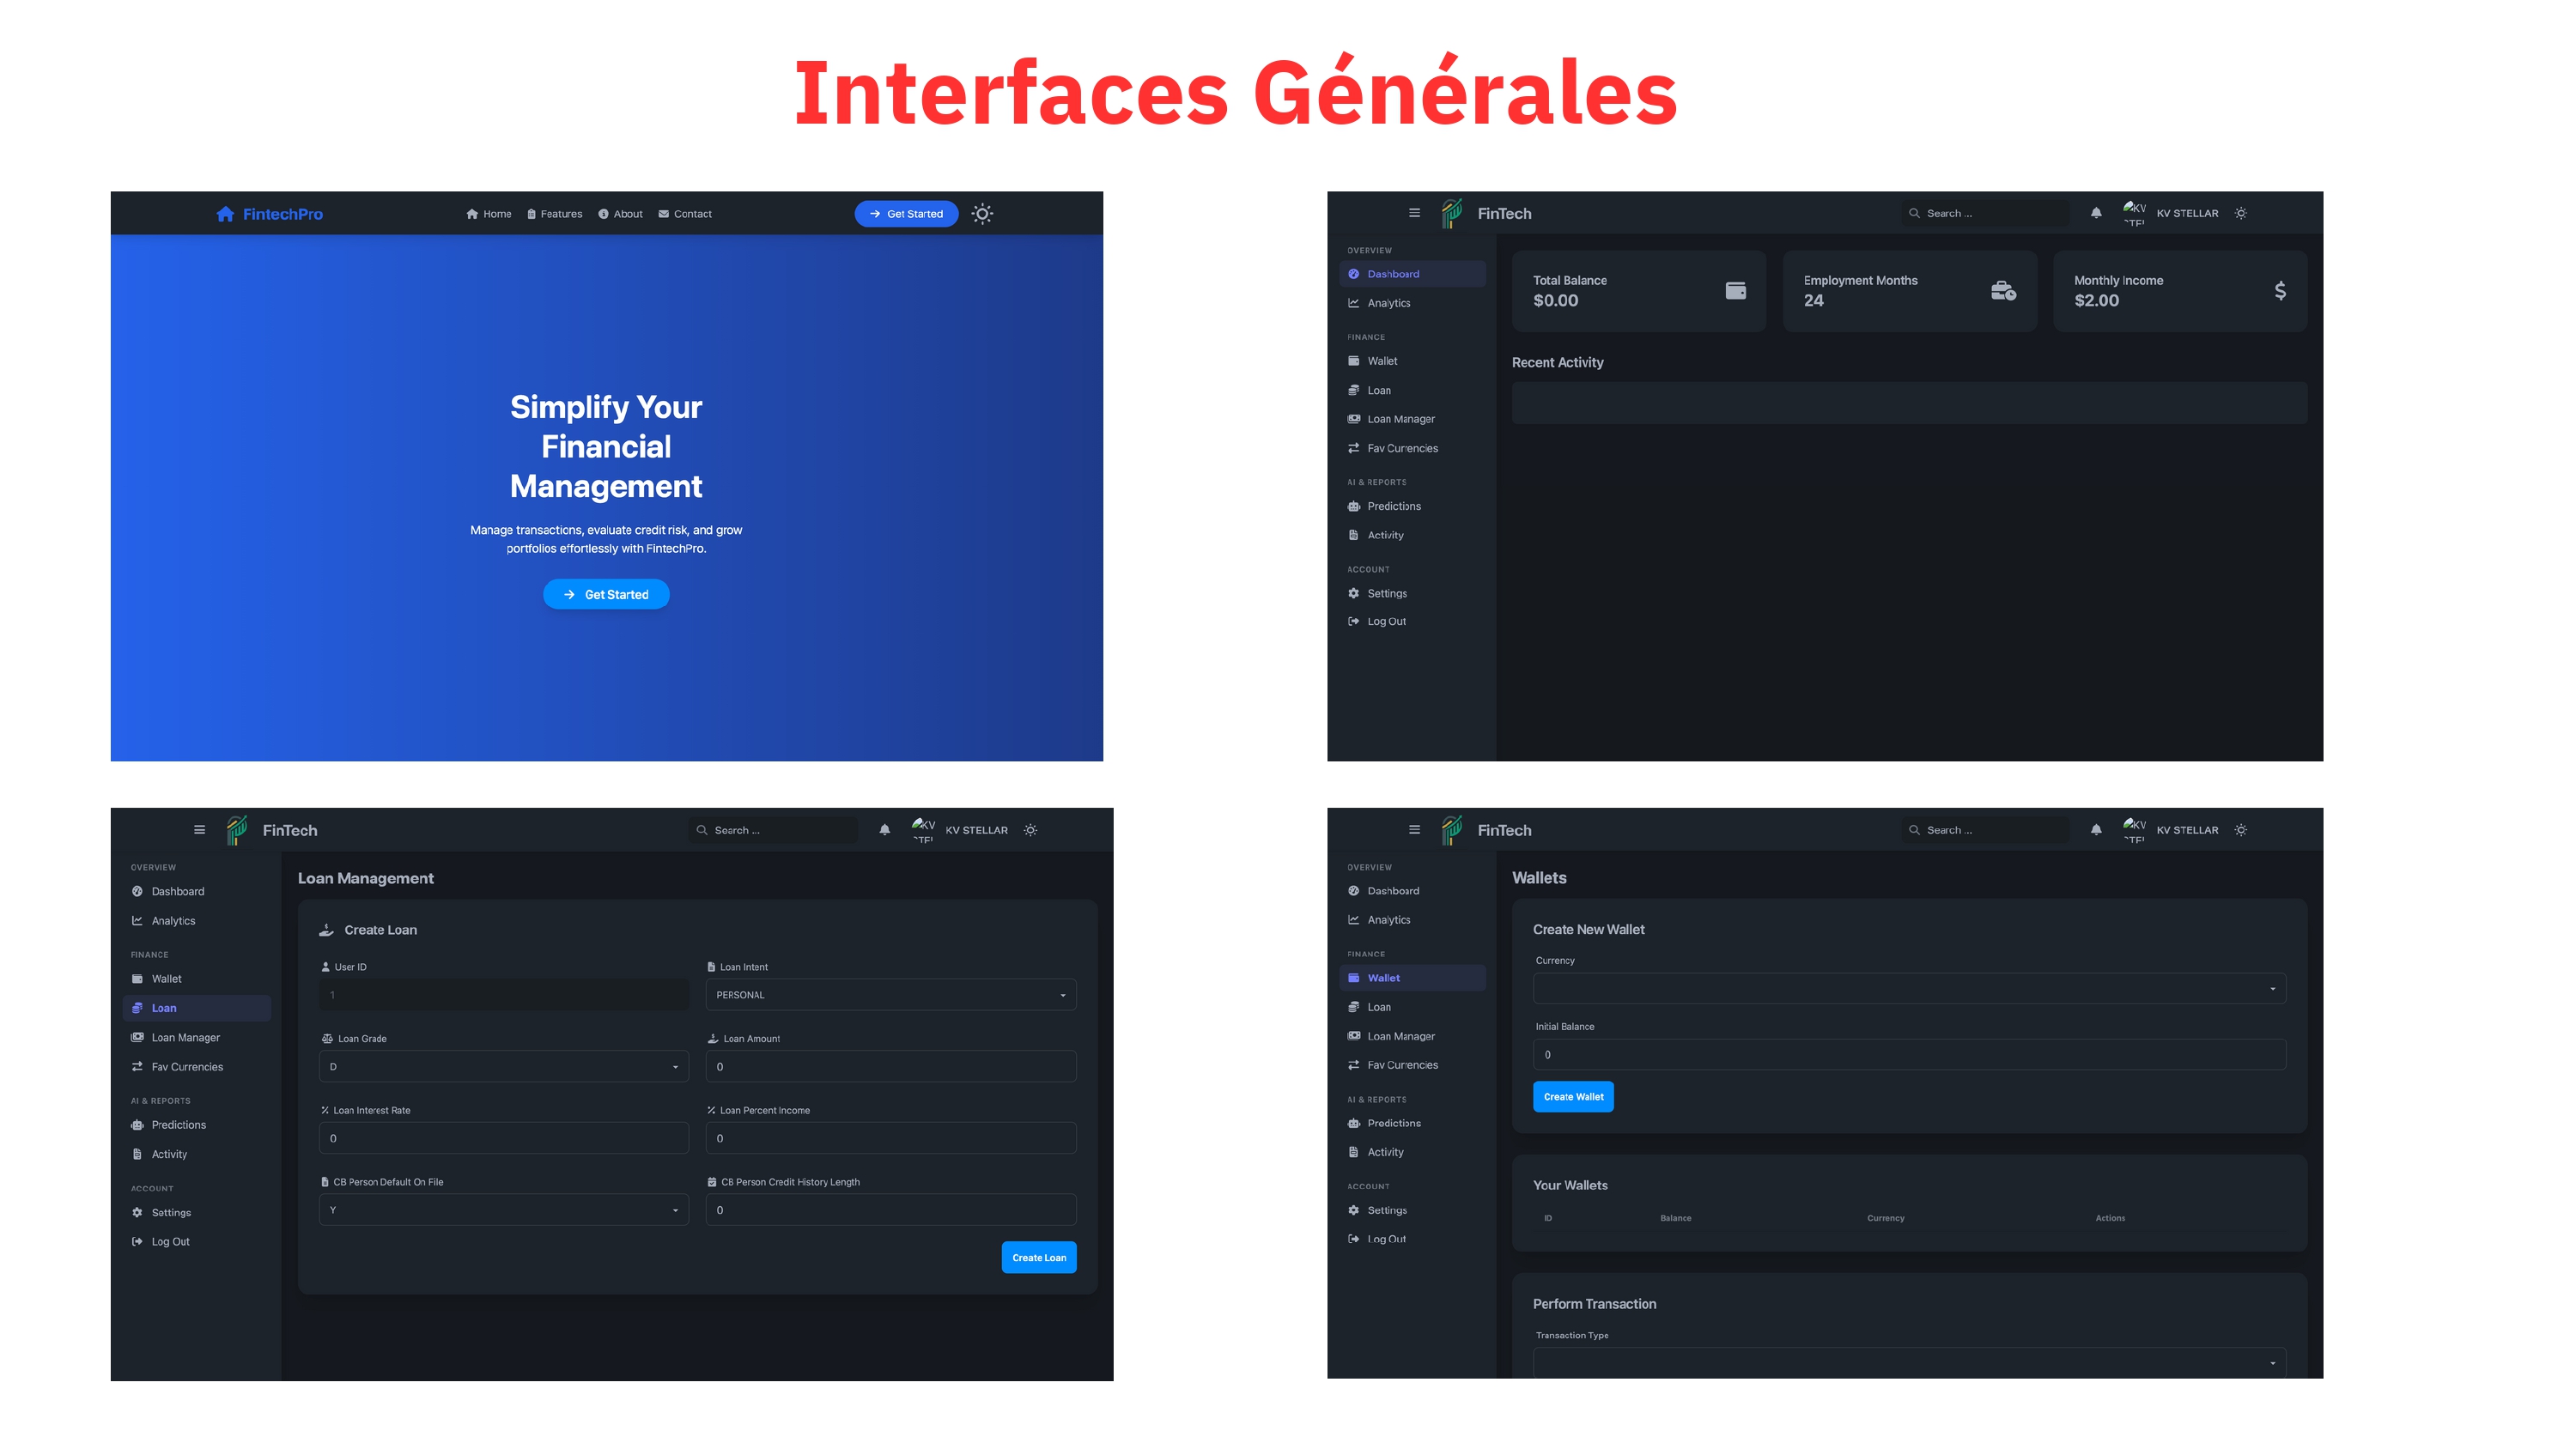 Interfaces Générales
FintechPro
Home
Features
About
Contact
Get Started
Simplify Your
Financial
Management
Manage transactions, evaluate credit risk, and grow
portfolios effortlessly with FintechPro.
Get Started
FinTech
Search ...
KV
KV STELLAR
OVERVIEW
Dashboard
Analytics
FINANCE
Wallet
Loan
Loan Manager
Fav Currencies
AI & REPORTS
Predictions
Activity
ACCOUNT
Settings
Log Out
Total Balance
$0.00
Employment Months
24
Monthly Income
$2.00
Recent Activity
FinTech
Search ...
KV
KV STELLAR
OVERVIEW
Dashboard
Analytics
FINANCE
Wallet
Loan
Loan Manager
Fav Currencies
AI & REPORTS
Predictions
Activity
ACCOUNT
Settings
Log Out
Loan Management
Create Loan
User ID
1
Loan Intent
PERSONAL
Loan Grade
D
Loan Amount
0
Loan Interest Rate
0
Loan Percent Income
0
CB Person Default On File
Y
CB Person Credit History Length
0
Create Loan
FinTech
Search ...
KV
KV STELLAR
OVERVIEW
Dashboard
Analytics
FINANCE
Wallet
Loan
Loan Manager
Fav Currencies
AI & REPORTS
Predictions
Activity
ACCOUNT
Settings
Log Out
Wallets
Create New Wallet
Currency
Initial Balance
0
Create Wallet
Your Wallets
ID Balance Currency Actions
Perform Transaction
Transaction Type